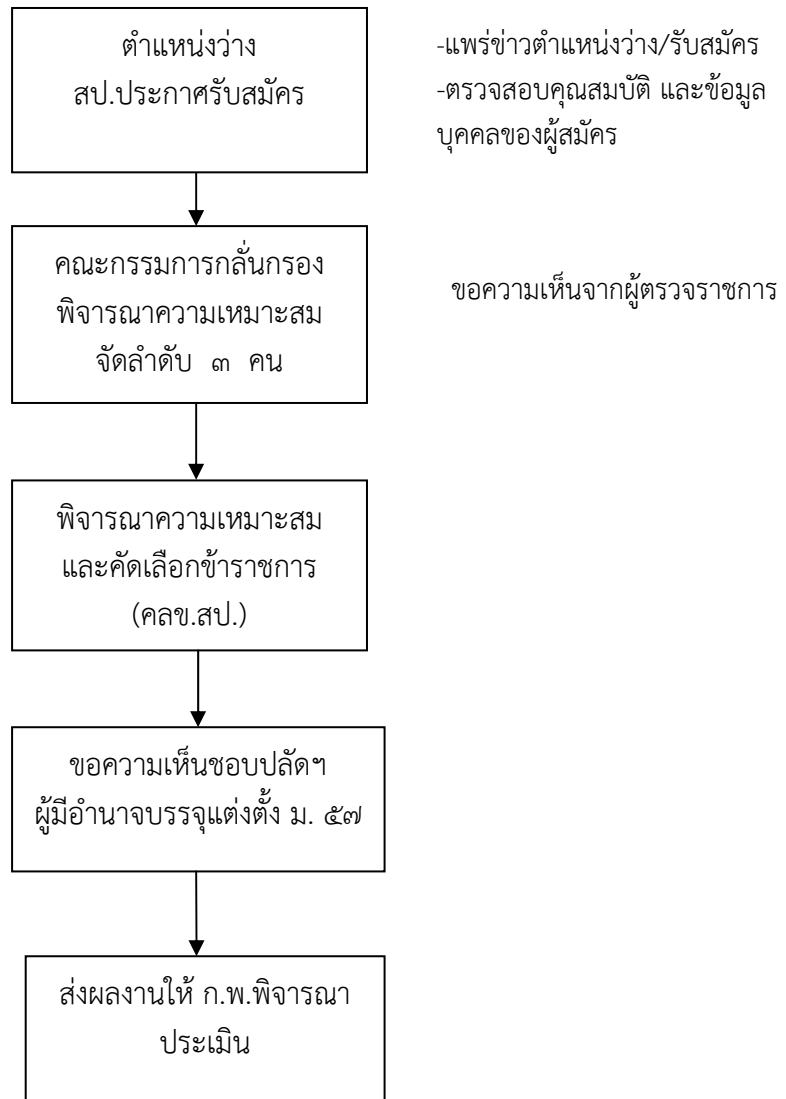 ตำแหน่งว่าง
สป.ประกาศรับสมัคร
-แพร่ข่าวตำแหน่งว่าง/รับสมัคร
-ตรวจสอบคุณสมบัติ และข้อมูล
บุคคลของผู้สมัคร
คณะกรรมการกลั่นกรอง
พิจารณาความเหมาะสม
จัดลำดับ ๓ คน
ขอความเห็นจากผู้ตรวจราชการ
พิจารณาความเหมาะสม
และคัดเลือกข้าราชการ
(คลข.สป.)
ขอความเห็นชอบปลัดฯ
ผู้มีอำนาจบรรจุแต่งตั้ง ม. ๕๗
ส่งผลงานให้ ก.พ.พิจารณา
ประเมิน